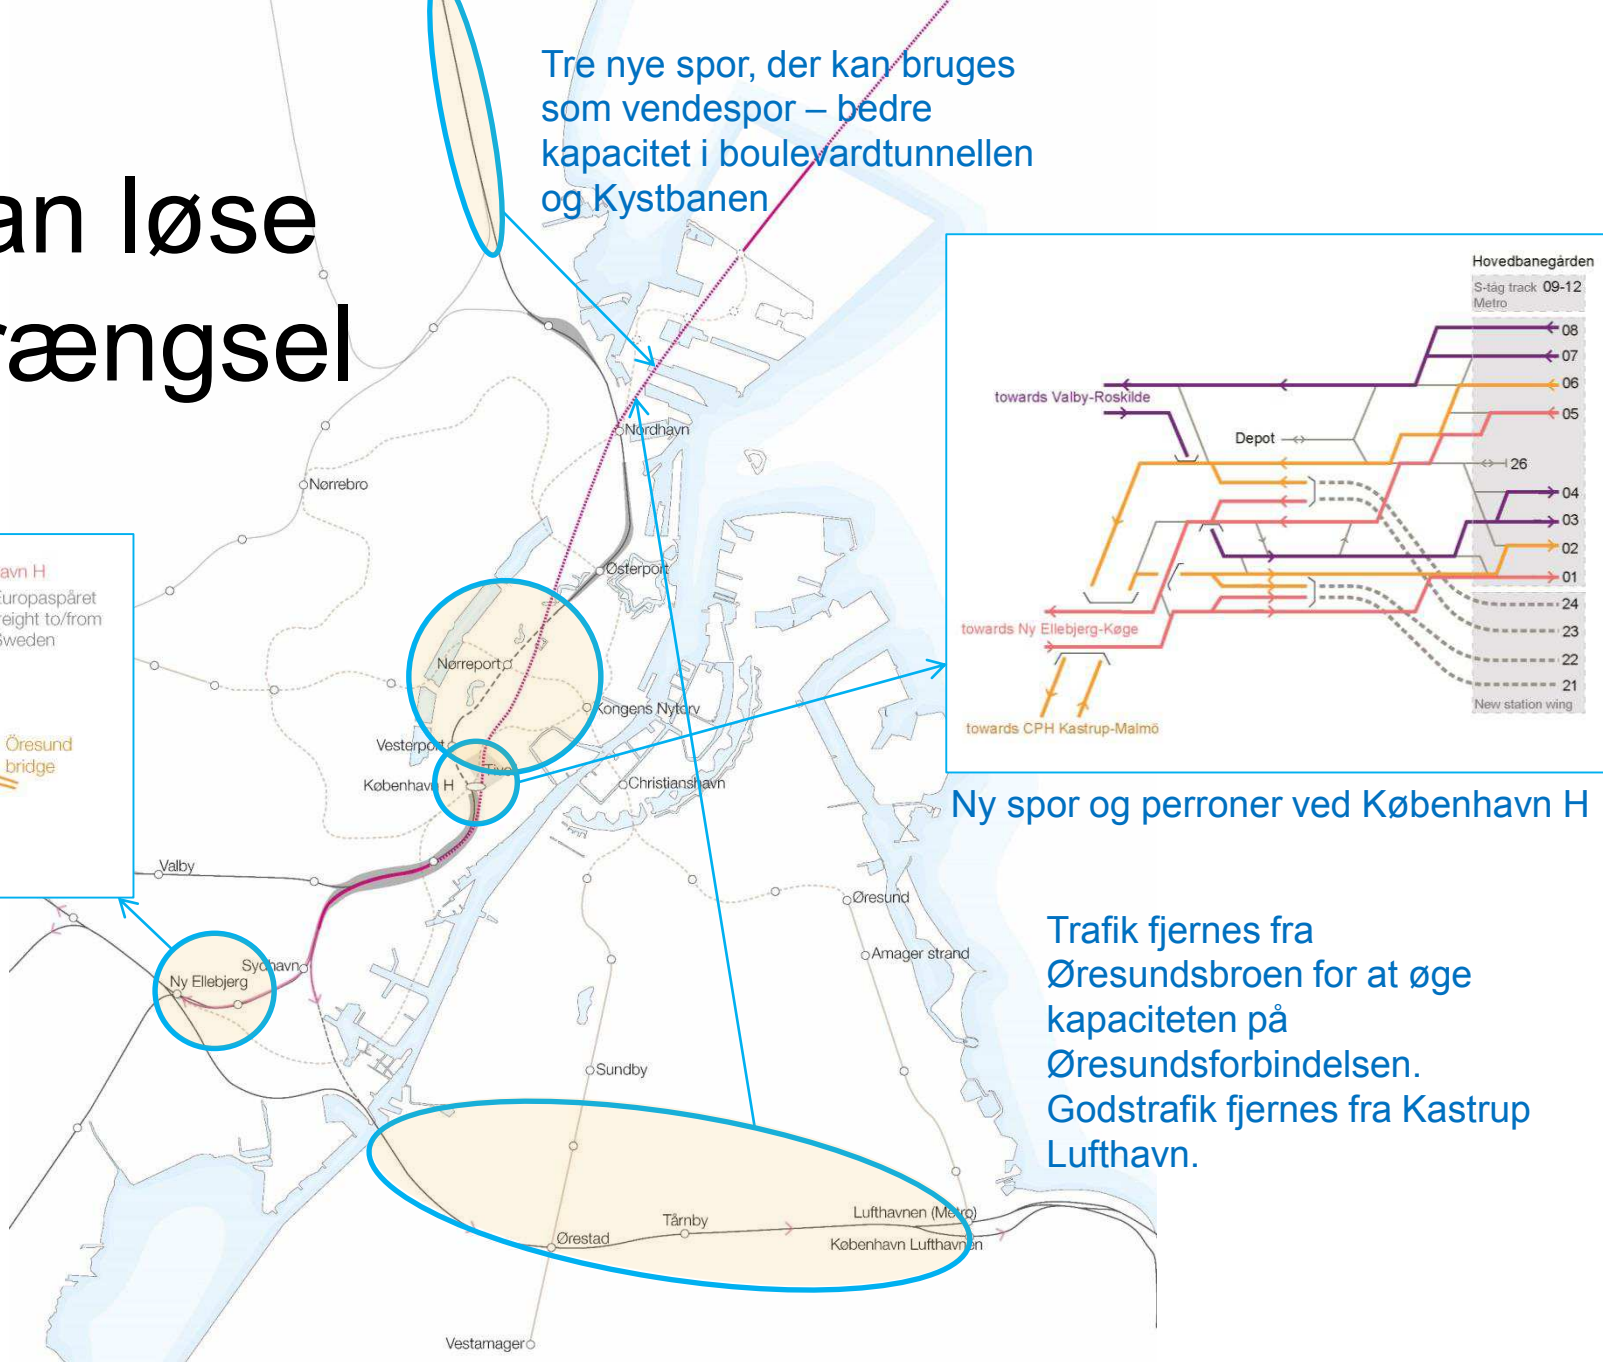 an løse
rængsel
Tre nye spor, der kan bruges
som vendespor – bedre
kapacitet i boulevardtunnellen
og Kystbanen
Hovedbanegården
S-tåg track 09-12
Metro
08
07
06
05
26
04
03
02
01
24
23
22
21
New station wing
towards Valby-Roskilde
Depot
towards Ny Ellebjerg-Køge
towards CPH Kastrup-Malmö
Ny spor og perroner ved København H
Trafik fjernes fra
Øresundsbroen for at øge
kapaciteten på
Øresundsforbindelsen.
Godstrafik fjernes fra Kastrup
Lufthavn.
avn H
Europaspåret
reight to/from
Sweden
Öresund
bridge
Nordhavn
Nørrebro
Østerport
Nørreport
Kongens Nytorv
Vesterport
Tivoli
København H
Christianshavn
Valby
Øresund
Amager strand
Sydhavn
Ny Ellebjerg
Sundby
Lufthavnen (Metro)
Tårnby
Ørestad
København Lufthavnen
Vestamager